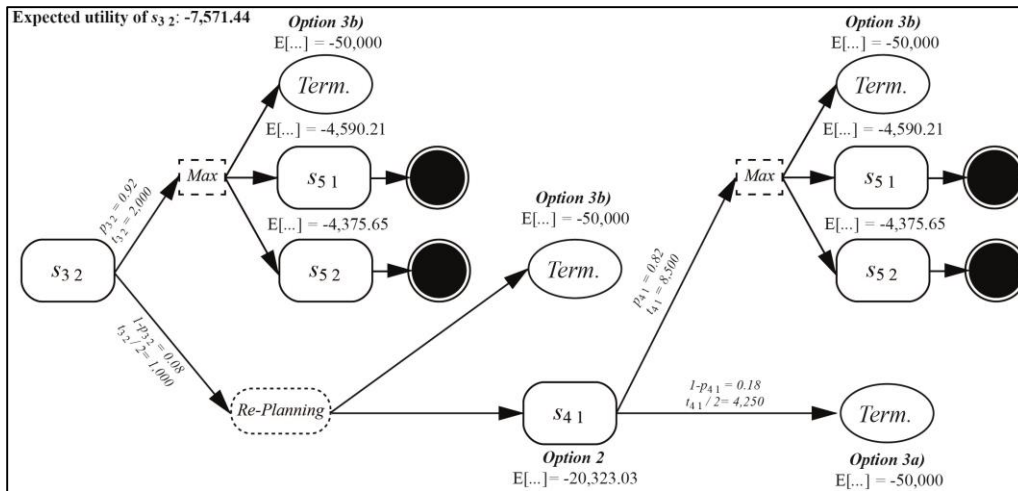 Expected utility of s3 2: -7,571.44
Option 3b)
E[...] = -50,000
Term.
E[...] = -4,590.21
Max
s5 1
E[...] = -4,375.65
s5 2
p3 2 = 0.92
t3 2 = 2,000
s3 2
1-p3 2 = 0.08
t3 2 / 2= 1,000
Re-Planning
Option 3b)
E[...] = -50,000
Term.
s4 1
Option 2
E[...]= -20,323.03
p4 1 = 0.82
t4 1 = 8,500
Option 3b)
E[...] = -50,000
Term.
E[...] = -4,590.21
Max
s5 1
E[...] = -4,375.65
s5 2
1-p4 1 = 0.18
t4 1 / 2= 4,250
Term.
Option 3a)
E[...] = -50,000